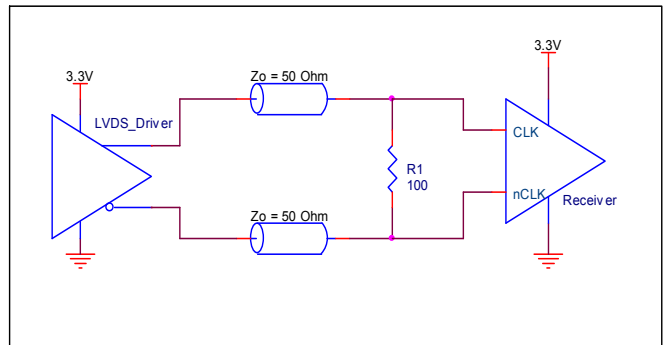 3.3V
LVDS_Driver
Zo = 50 Ohm
Zo = 50 Ohm
R1
100
3.3V
CLK
nCLK
Receiver